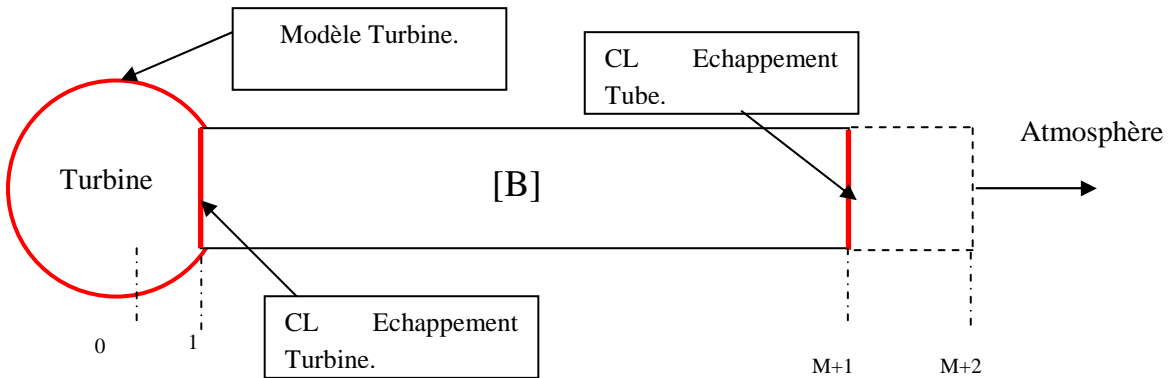 Modèle Turbine.
CL Echappement
Tube.
Atmosphère
Turbine
[B]
CL Echappement
Turbine.
0
1
M+1
M+2